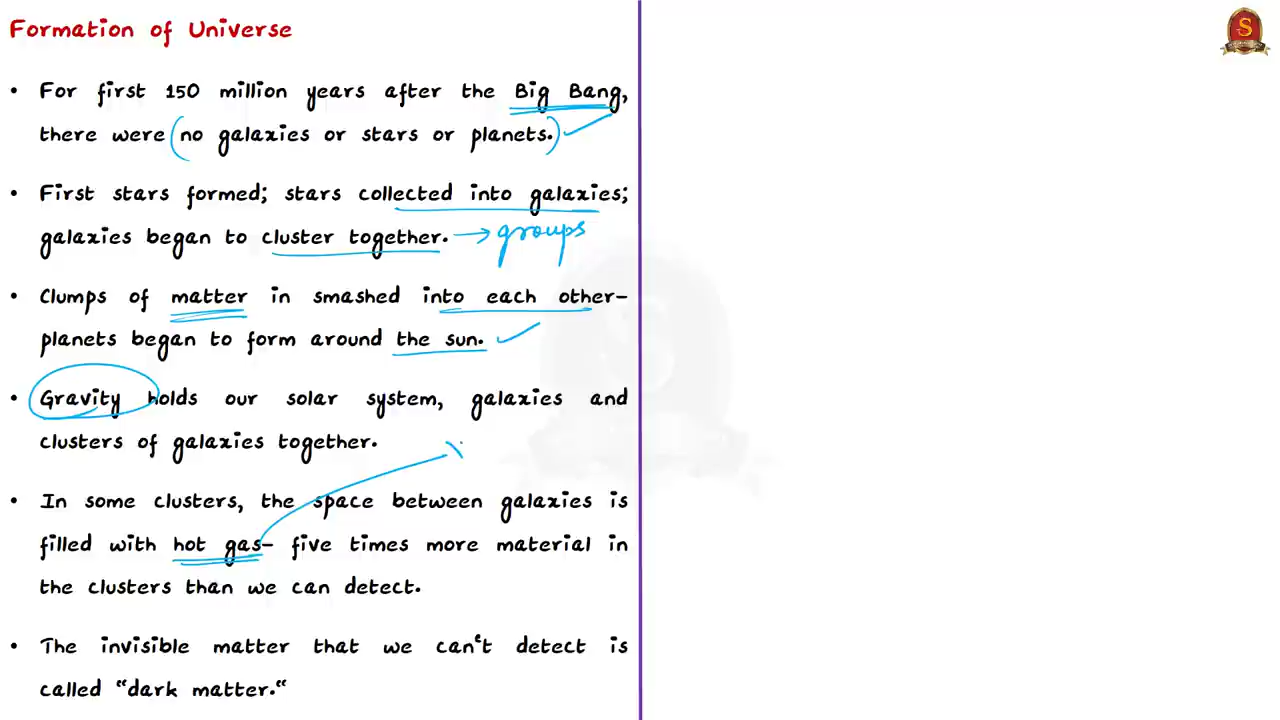 Formation of Universe
• For first 150 million years after the Big Bang,
there were (no galaxies or stars or planets.)
• First stars formed; stars collected into galaxies;
galaxies began to cluster together. → groups
• Clumps of matter in smashed into each other-
planets began to form around the sun.
• Gravity holds our solar system, galaxies and
clusters of galaxies together.
• In some clusters, the space between galaxies is
filled with hot gas- five times more material in
the clusters than we can detect.
• The invisible matter that we can't detect is
called "dark matter."
S